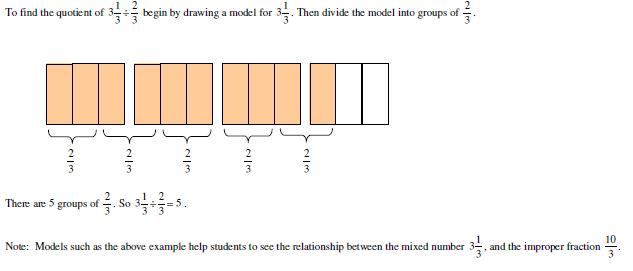 To find the quotient of 3 1/3 ÷ 2/3 begin by drawing a model for 3 1/3. Then divide the model into groups of 2/3.
2/3 2/3 2/3 2/3 2/3
There are 5 groups of 2/3. So 3 1/3 ÷ 2/3 = 5.
Note: Models such as the above example help students to see the relationship between the mixed number 3 1/3, and the improper fraction 10/3.